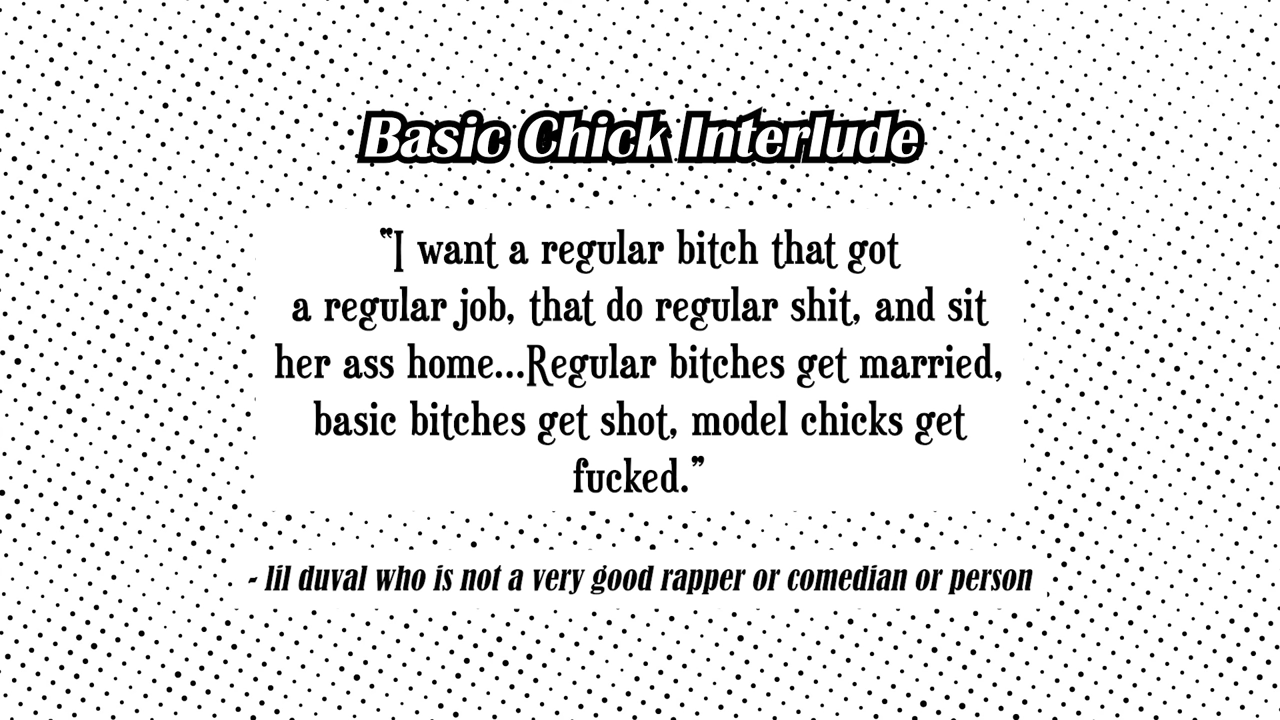 Basic Chick Interlude
"I want a regular bitch that got
a regular job, that do regular shit, and sit
her ass home...Regular bitches get married,
basic bitches get shot, model chicks get
fucked."
- lil duval who is not a very good rapper or comedian or person